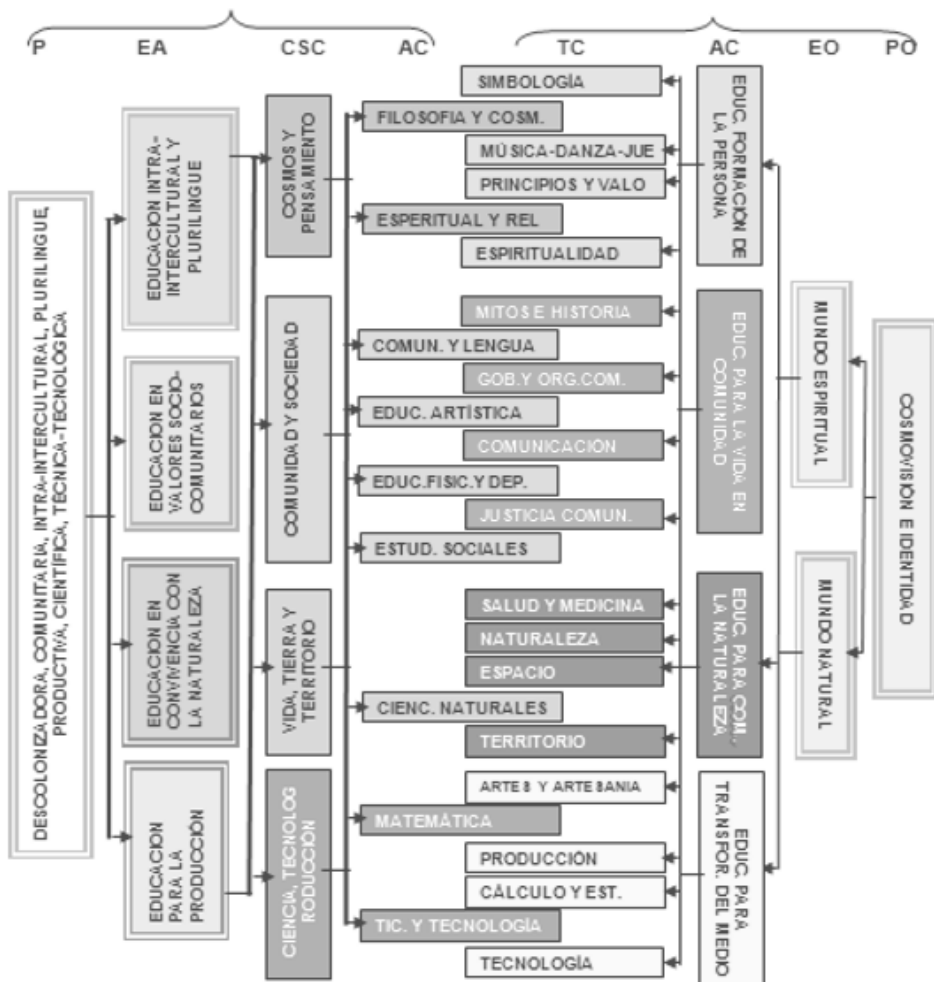 P EA CSC AC TC AC EO PO
DESCOLONIZADORA, COMUNITARIA, INTRA-INTERCULTURAL, PLURILINGUE,
PRODUCTIVA, CIENTÍFICA, TÉCNICA-TECNOLÓGICA
EDUCACION INTRA-
INTERCULTURAL Y
PLURILINGUE
EDUCACION EN
VALORES SOCIO-
COMUNITARIOS
EDUCACION EN
CONVIVENCIA CON
LA NATURALEZA
EDUCACION
PARA LA
PRODUCCIÓN
COSMOS Y
PENSAMIENTO
COMUNIDAD Y SOCIEDAD
VIDA, TIERRA Y
TERRITORIO
CIENCIA, TECNOLOG
RODUCCIÓN
FILOSOFIA Y COSM.
ESPERITUAL Y REL
COMUN. Y LENGUA
EDUC. ARTÍSTICA
EDUC.FISIC.Y DEP.
ESTUD. SOCIALES
CIENC. NATURALES
MATEMÁTICA
TIC. Y TECNOLOGÍA
SIMBOLOGÍA
MÚSICA-DANZA-JUE
PRINCIPIOS Y VALO
ESPIRITUALIDAD
MITOS E HISTORIA
GOB.Y ORG.COM.
COMUNICACIÓN
JUSTICIA COMUN.
SALUD Y MEDICINA
NATURALEZA
ESPACIO
TERRITORIO
ARTES Y ARTESANIA
PRODUCCIÓN
CÁLCULO Y EST.
TECNOLOGÍA
EDUC. FORMACIÓN DE
LA PERSONA
EDUC. PARA LA VIDA EN
COMUNIDAD
EDUC. PARA COM.,
LA NATURALEZA
EDUC. PARA
TRANSFOR. DEL MEDIO
MUNDO ESPIRITUAL
MUNDO NATURAL
COSMOVISIÓN E IDENTIDAD